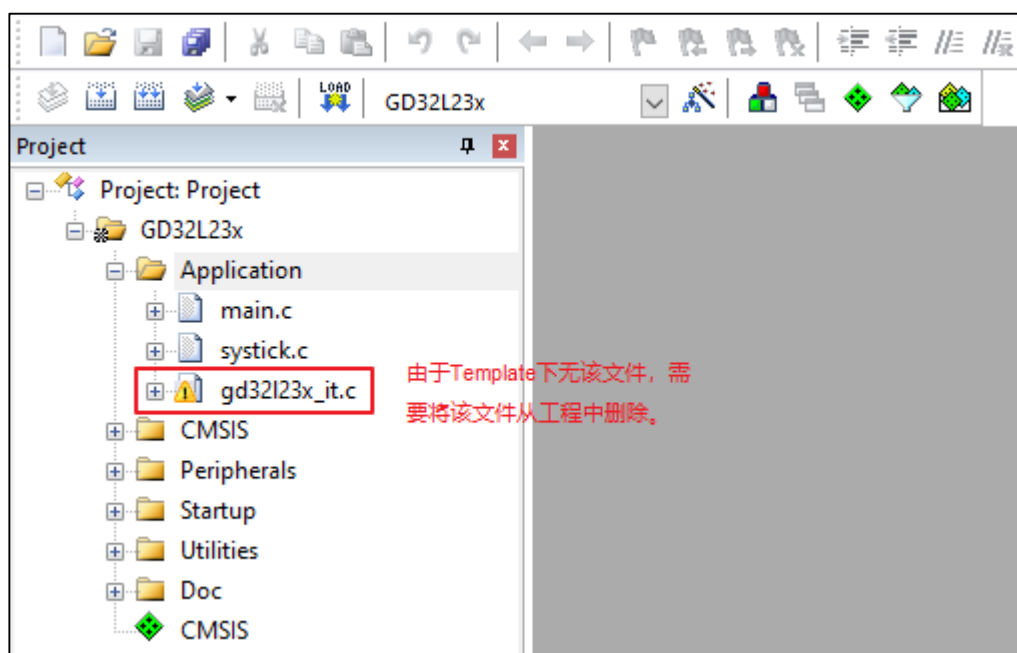 LOAD
GD32L23x
Project
Project: Project
GD32L23x
Application
main.c
systick.c
gd32l23x_it.c
由于Template下无该文件，需
要将该文件从工程中删除。
CMSIS
Peripherals
Startup
Utilities
Doc
CMSIS